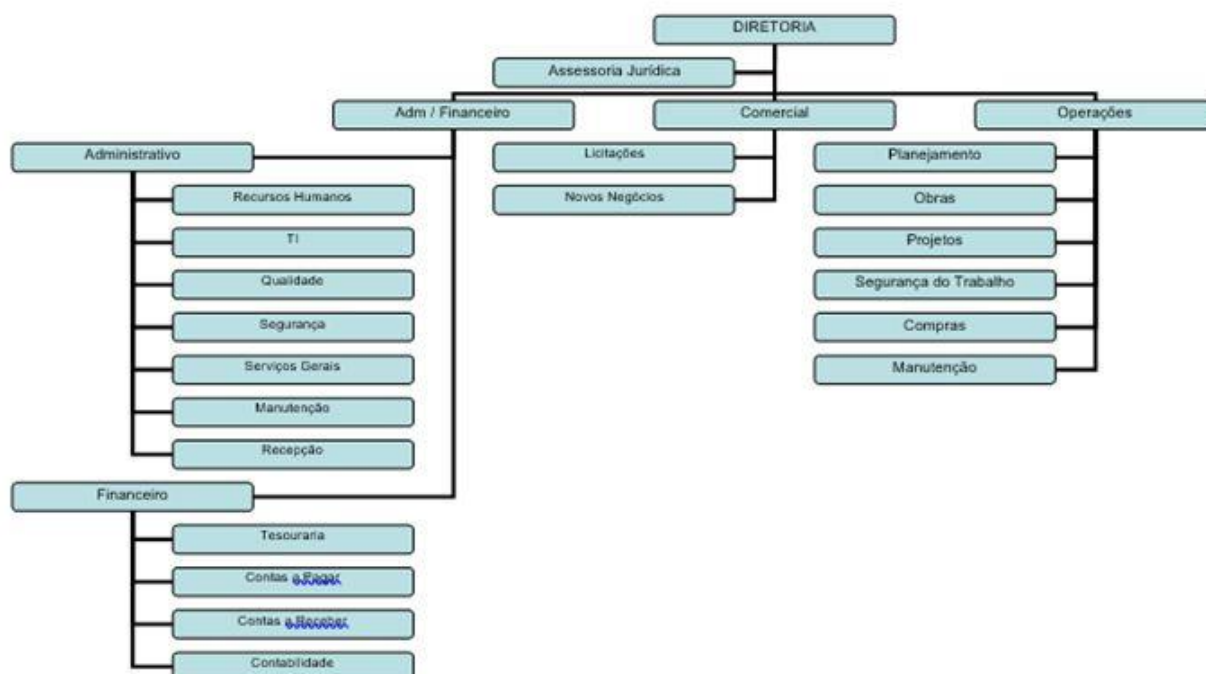 DIRETORIA
Assessoria Jurídica
Adm / Financeiro
Comercial
Operações
Administrativo
Licitações
Planejamento
Recursos Humanos
Novos Negócios
Obras
TI
Projetos
Qualidade
Segurança do Trabalho
Segurança
Compras
Serviços Gerais
Manutenção
Manutenção
Recepção
Financeiro
Tesouraria
Contas a Pagar
Contas a Receber
Contabilidade